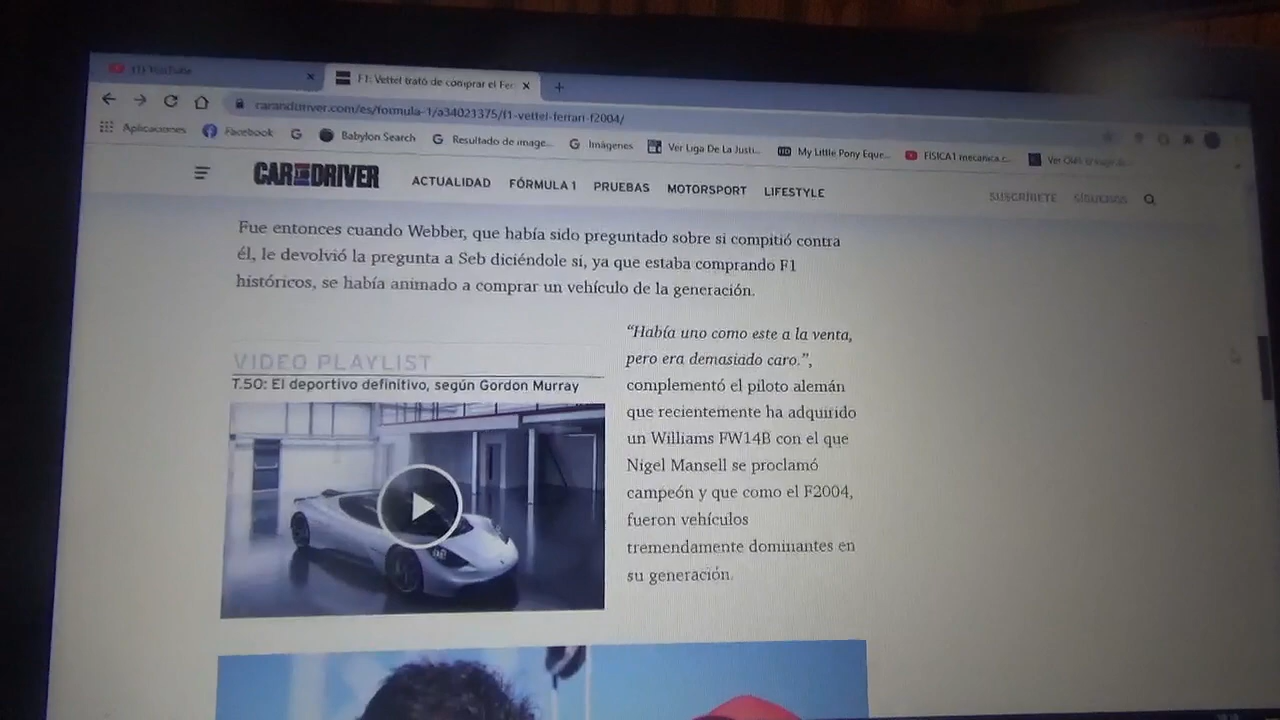 (1) YouTube
F1: Vettel trató de comprar el Fer
caranddriver.com/es/formula-1/a34021375/f1-vettel-ferrari-f2004/
Aplicaciones Facebook Babylon Search Resultado de image... Imágenes Ver Liga De La Justi... My Little Pony Eque... FISICA1 mecanica.c...
CAR AND DRIVER ACTUALIDAD FÓRMULA 1 PRUEBAS MOTORSPORT LIFESTYLE SUSCRÍBETE SÍGUENOS
Fue entonces cuando Webber, que había sido preguntado sobre si compitió contra
él, le devolvió la pregunta a Seb diciéndole si, ya que estaba comprando F1
históricos, se había animado a comprar un vehículo de la generación.
VIDEO PLAYLIST
T.50: El deportivo definitivo, según Gordon Murray
“Había uno como este a la venta,
pero era demasiado caro.”,
complementó el piloto alemán
que recientemente ha adquirido
un Williams FW14B con el que
Nigel Mansell se proclamó
campeón y que como el F2004,
fueron vehículos
tremendamente dominantes en
su generación.